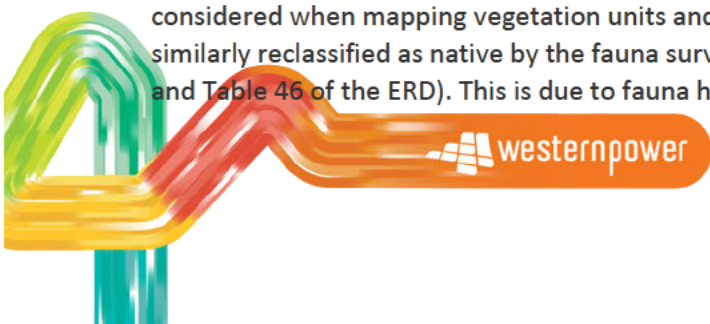 considered when mapping vegetation units and
similarly reclassified as native by the fauna surv
and Table 46 of the ERD). This is due to fauna h
westernpower